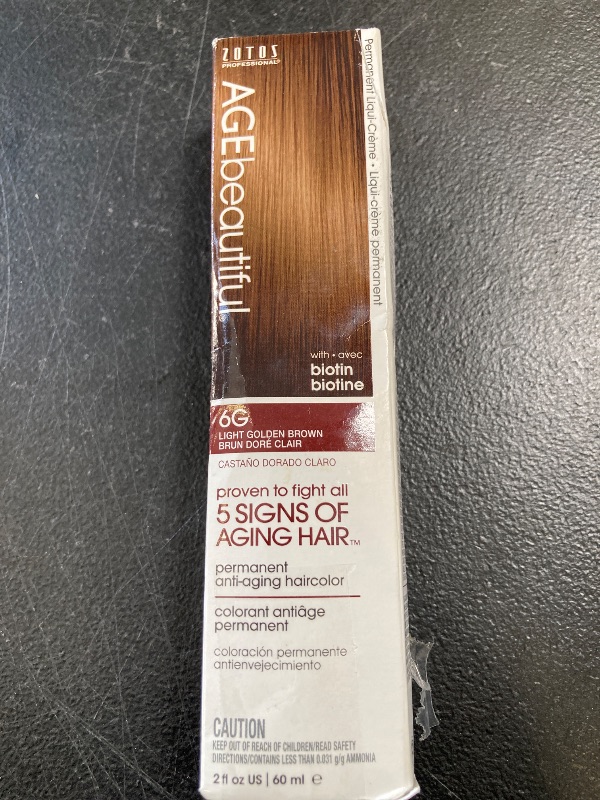 ZOTOS
PROFESSIONAL®
AGEbeautiful®
Permanent Liqui-Crème • Liqui-crème permanent
with • avec
biotin
biotine
6G
LIGHT GOLDEN BROWN
BRUN DORÉ CLAIR
CASTAÑO DORADO CLARO
proven to fight all
5 SIGNS OF
AGING HAIR™
permanent
anti-aging haircolor
colorant antiâge
permanent
coloración permanente
antienvejecimiento
CAUTION
KEEP OUT OF REACH OF CHILDREN/READ SAFETY
DIRECTIONS/CONTAINS LESS THAN 0.031 g/g AMMONIA
2 fl oz US | 60 ml ℮